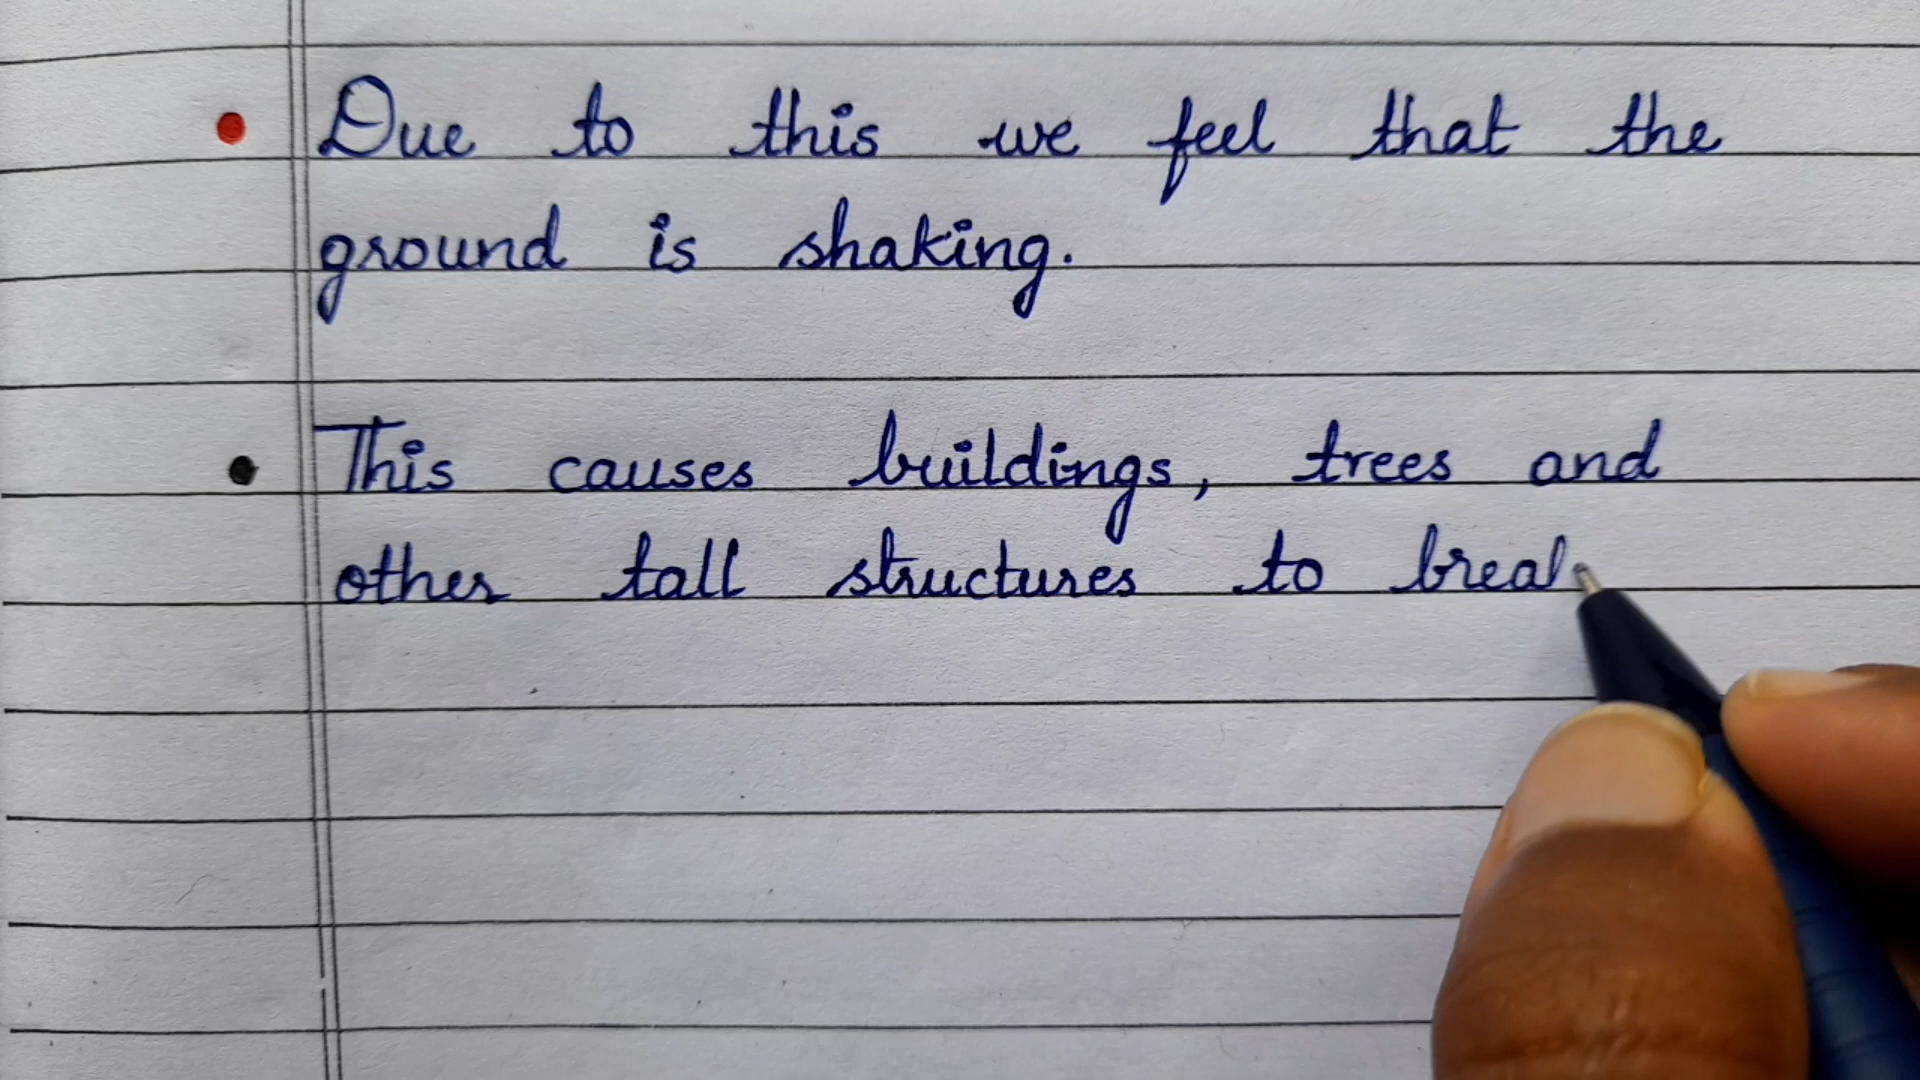 Due to this we feel that the
ground is shaking.
This causes buildings, trees and
other tall structures to